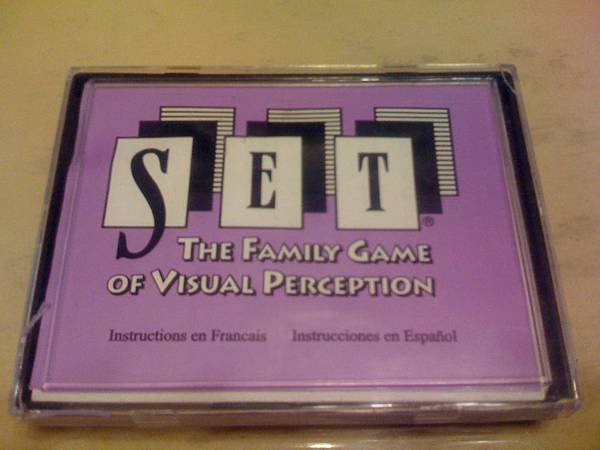 SET®
THE FAMILY GAME
OF VISUAL PERCEPTION
Instructions en Francais Instrucciones en Español